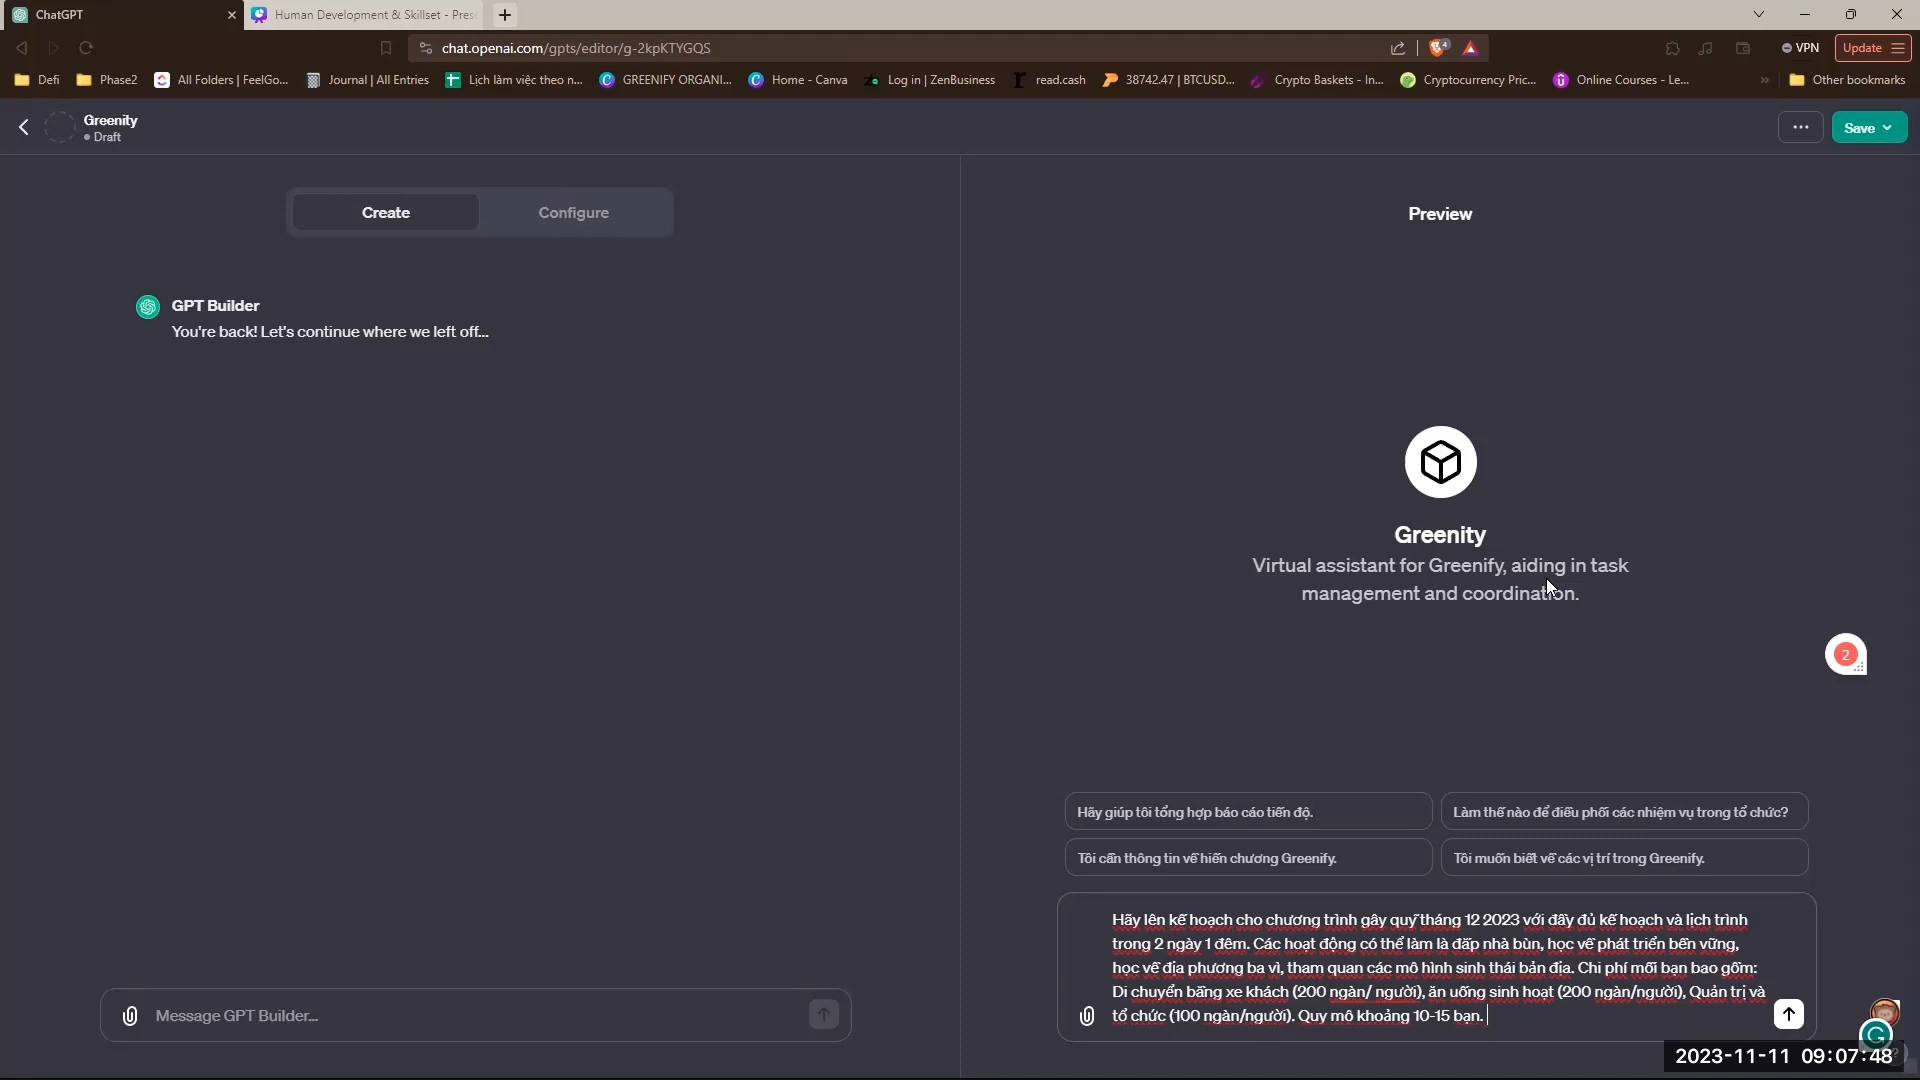 ChatGPT
Human Development & Skillset - Pres
chat.openai.com/gpts/editor/g-2kpKTYGQS
4
VPN
Update
Defi
Phase2
All Folders | FeelGo...
Journal | All Entries
Lịch làm việc theo n...
GREENIFY ORGANI...
Home - Canva
Log in | ZenBusiness
read.cash
38742.47 | BTCUSD...
Crypto Baskets - In...
Cryptocurrency Pric...
Online Courses - Le...
Other bookmarks
Greenity
Draft
Save
Create
Configure
Preview
GPT Builder
You're back! Let's continue where we left off...
Greenity
Virtual assistant for Greenify, aiding in task
management and coordination.
2
Hãy giúp tôi tổng hợp báo cáo tiến độ.
Làm thế nào để điều phối các nhiệm vụ trong tổ chức?
Tôi cần thông tin về hiến chương Greenify.
Tôi muốn biết về các vị trí trong Greenify.
Hãy lên kế hoạch cho chương trình gây quỹ tháng 12 2023 với đầy đủ kế hoạch và lịch trình
trong 2 ngày 1 đêm. Các hoạt động có thể làm là đắp nhà bùn, học về phát triển bền vững,
học về địa phương ba vì, tham quan các mô hình sinh thái bản địa. Chi phí mỗi bạn bao gồm:
Di chuyển bằng xe khách (200 ngàn/ người), ăn uống sinh hoạt (200 ngàn/người), Quản trị và
tổ chức (100 ngàn/người). Quy mô khoảng 10-15 bạn.
Message GPT Builder...
2023-11-11 09:07:48